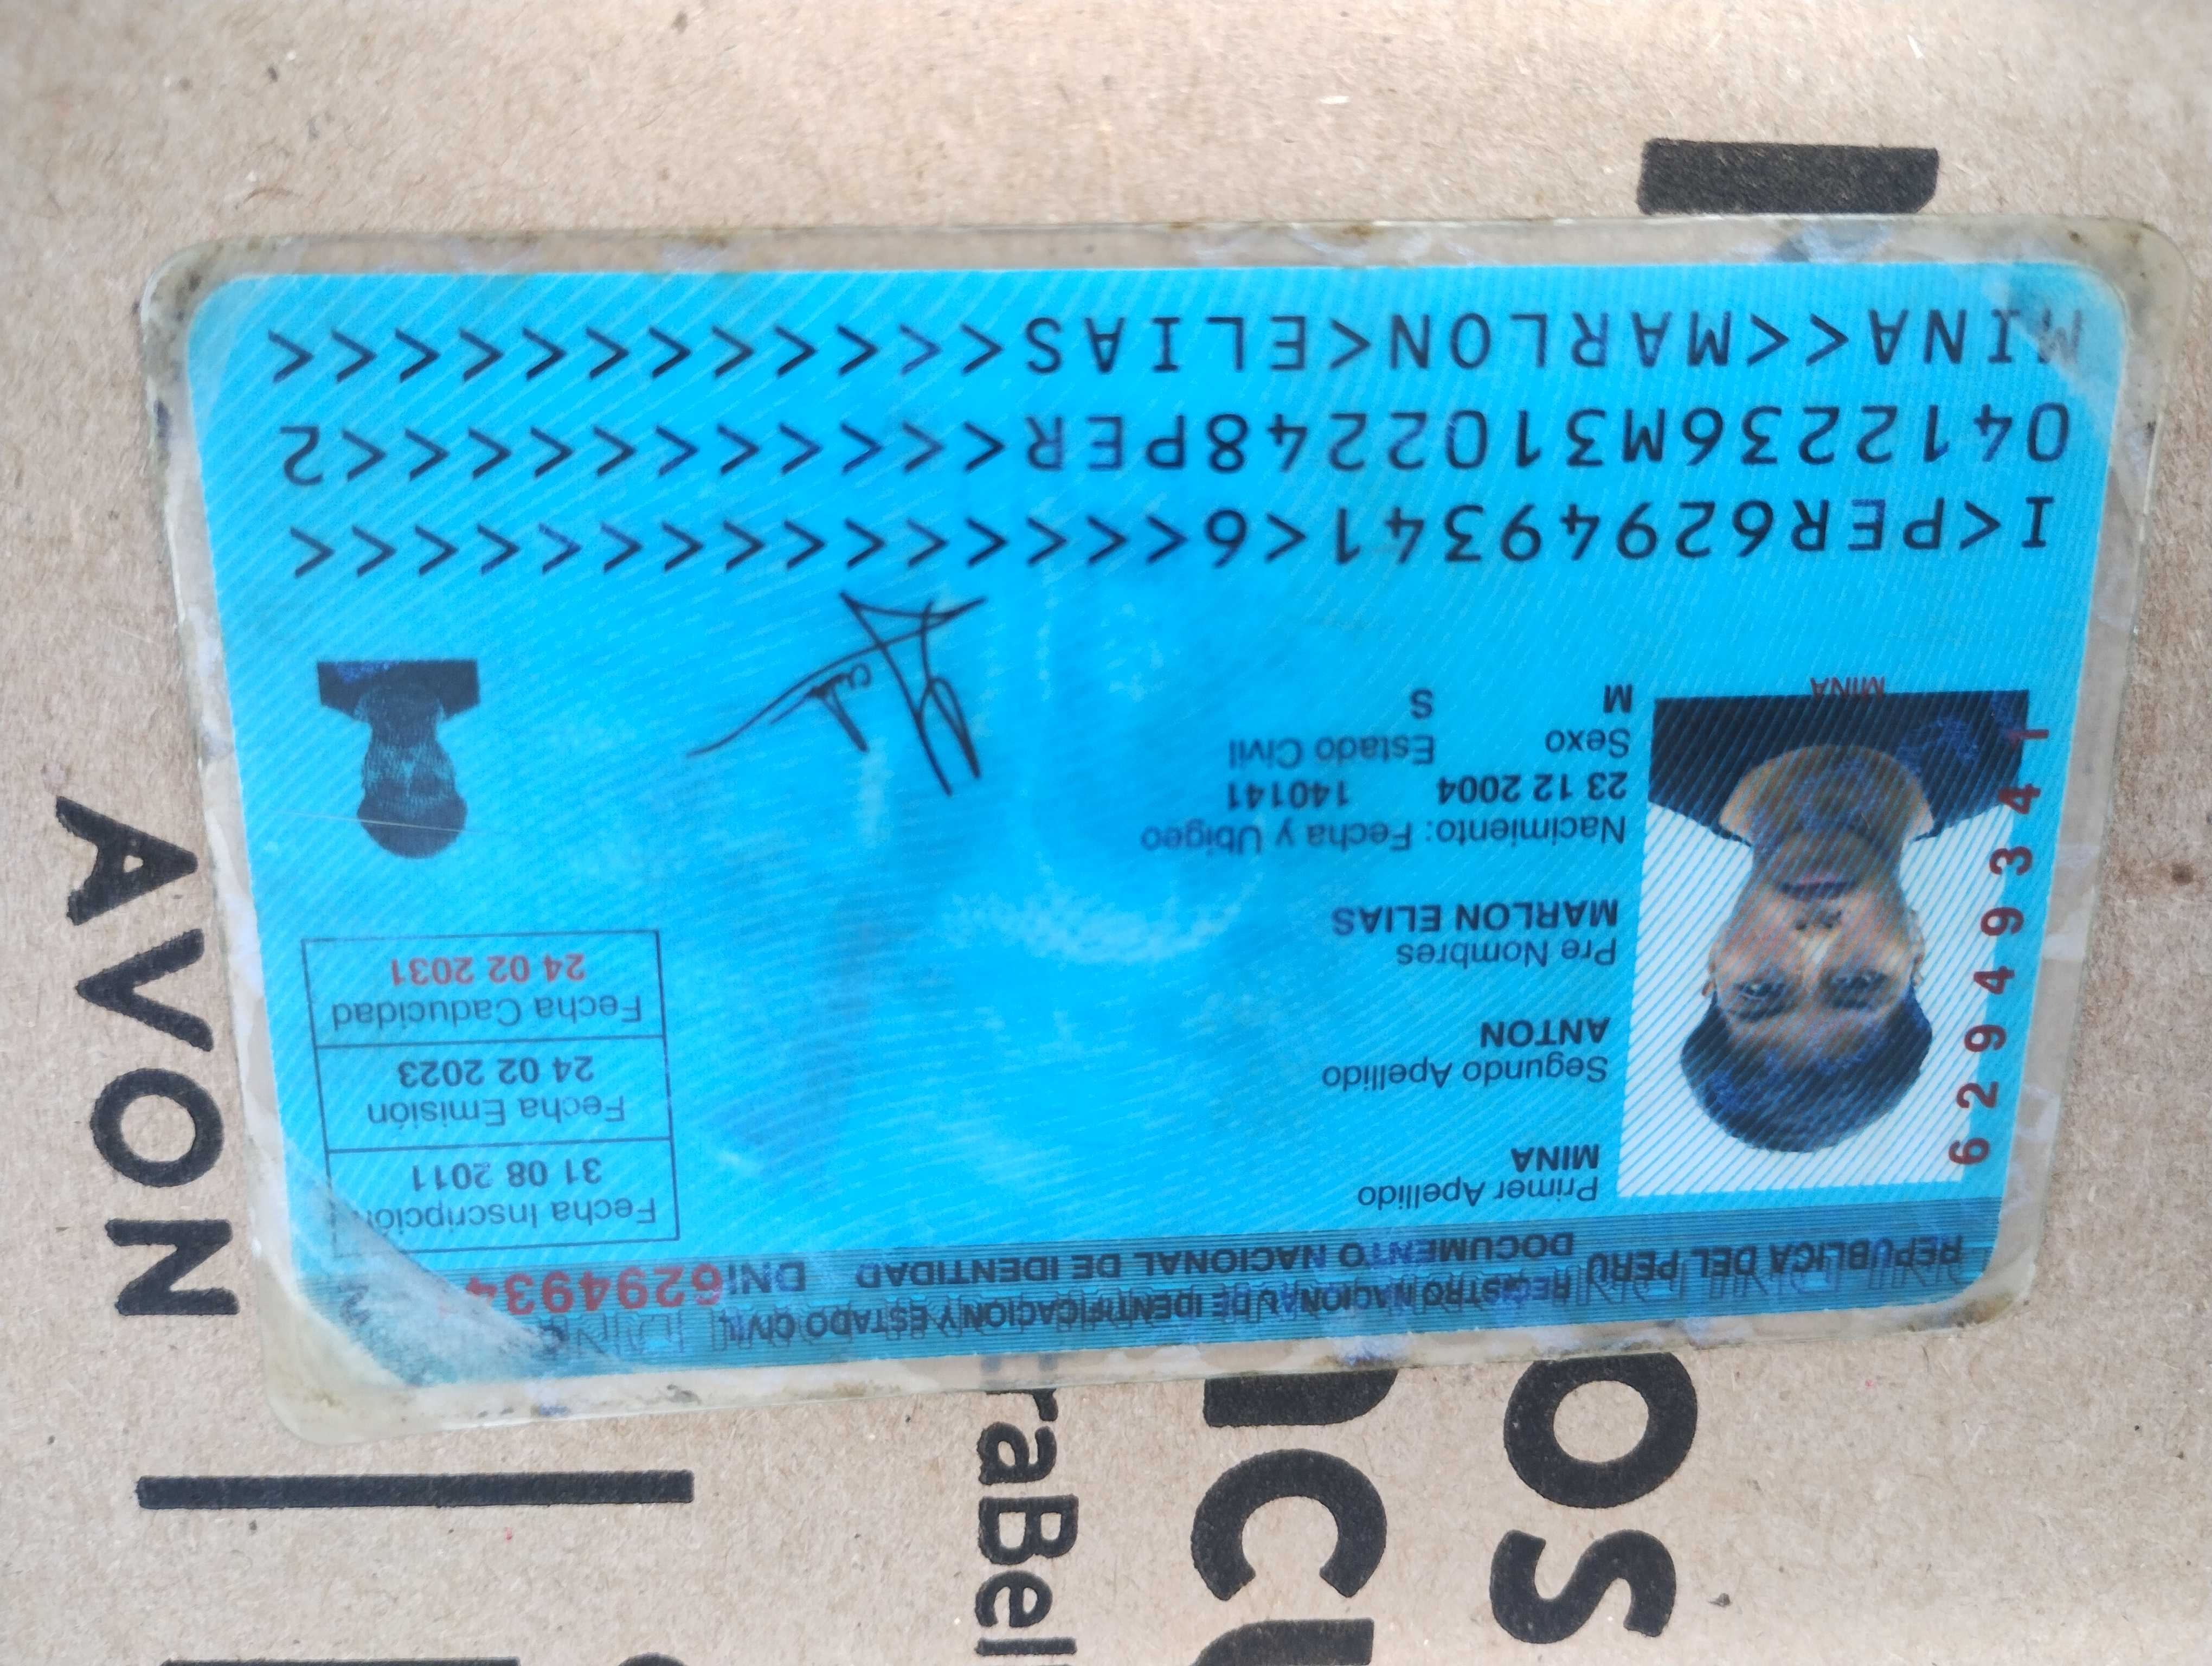 REPUBLICA DEL PERU
REGISTRO NACIONAL DE IDENTIFICACION Y ESTADO CIVIL
DOCUMENTO NACIONAL DE IDENTIDAD
DNI 6294934
62949341
MINA
Primer Apellido
MINA
Segundo Apellido
ANTON
Pre Nombres
MARLON ELIAS
Nacimiento: Fecha y Ubigeo
23 12 2004 140141
Sexo Estado Civil
M S
Fecha Inscripción
31 08 2011
Fecha Emisión
24 02 2023
Fecha Caducidad
24 02 2031
I<PER62949341<6<<<<<<<<<<<<<<<
0412236M3102248PER<<<<<<<<<<<2
MINA<<MARLON<ELIAS<<<<<<<<<<<<
AVON